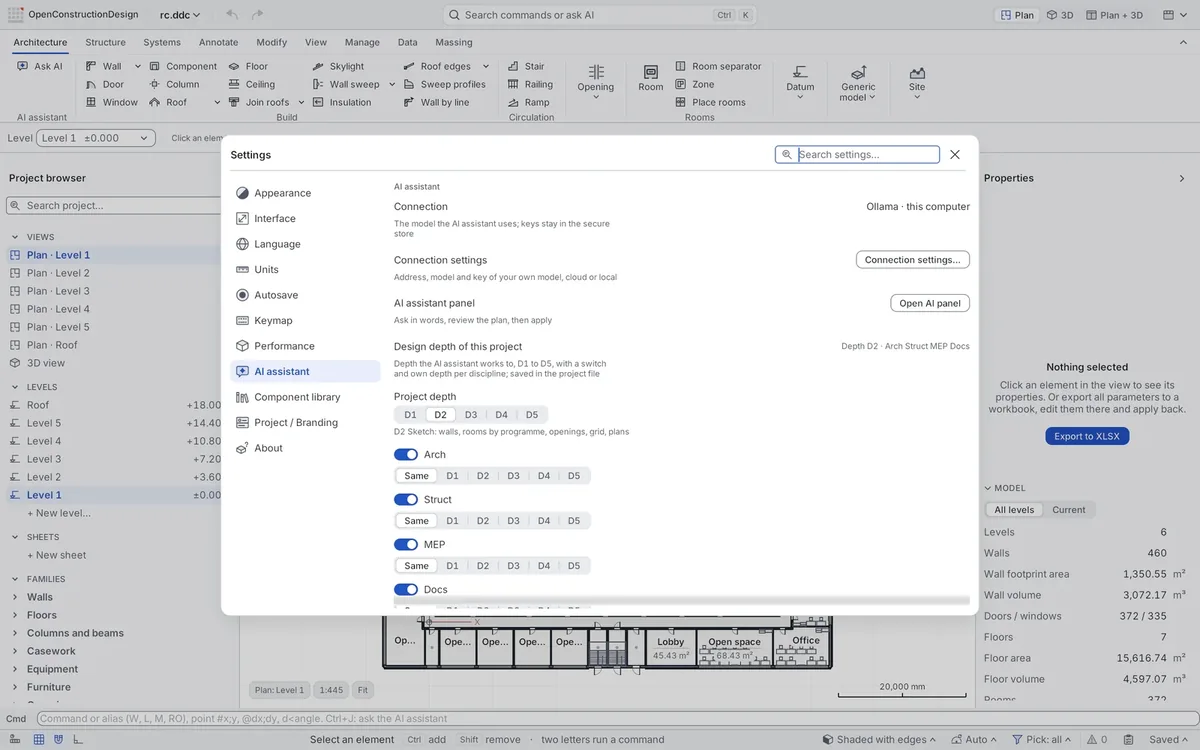 OpenConstructionDesign
rc.ddc
Search commands or ask AI
Ctrl K
Plan
3D
Plan + 3D
Architecture Structure Systems Annotate Modify View Manage Data Massing
Ask AI
AI assistant
Wall Component Floor Skylight Roof edges
Door Column Ceiling Wall sweep Sweep profiles
Window Roof Join roofs Insulation Wall by line
Build
Stair
Railing
Ramp
Circulation
Opening
Room
Room separator
Zone
Place rooms
Rooms
Datum
Generic
model
Site
Level Level 1 ±0.000
Click an elem
Project browser
Search project...
VIEWS
Plan · Level 1
Plan · Level 2
Plan · Level 3
Plan · Level 4
Plan · Level 5
Plan · Roof
3D view
LEVELS
Roof +18.00
Level 5 +14.40
Level 4 +10.80
Level 3 +7.20
Level 2 +3.60
Level 1 ±0.00
+ New level...
SHEETS
+ New sheet
FAMILIES
Walls
Floors
Columns and beams
Casework
Equipment
Furniture
Settings
Search settings...
Appearance
Interface
Language
Units
Autosave
Keymap
Performance
AI assistant
Component library
Project / Branding
About
AI assistant
Connection
Ollama · this computer
The model the AI assistant uses; keys stay in the secure
store
Connection settings
Connection settings...
Address, model and key of your own model, cloud or local
AI assistant panel
Open AI panel
Ask in words, review the plan, then apply
Design depth of this project
Depth D2 · Arch Struct MEP Docs
Depth the AI assistant works to, D1 to D5, with a switch
and own depth per discipline; saved in the project file
Project depth
D1 D2 D3 D4 D5
D2 Sketch: walls, rooms by programme, openings, grid, plans
Arch
Same D1 D2 D3 D4 D5
Struct
Same D1 D2 D3 D4 D5
MEP
Same D1 D2 D3 D4 D5
Docs
X
Op... Ope... Ope... Ope... Ope... Lobby Open space Office
45.43 m² 68.43 m²
Plan: Level 1 1:445 Fit
20,000 mm
Properties
Nothing selected
Click an element in the view to see its
properties. Or export all parameters to a
workbook, edit them there and apply back.
Export to XLSX
MODEL
All levels Current
Levels 6
Walls 460
Wall footprint area 1,350.55 m²
Wall volume 3,072.17 m³
Doors / windows 372 / 335
Floors 7
Floor area 15,616.74 m²
Floor volume 4,597.07 m³
Rooms 372
Cmd Command or alias (W, L, M, RO), point #x;y, @dx;dy, d<angle. Ctrl+J: ask the AI assistant
Select an element Ctrl add Shift remove · two letters run a command
Shaded with edges Auto Pick: all 0 Saved